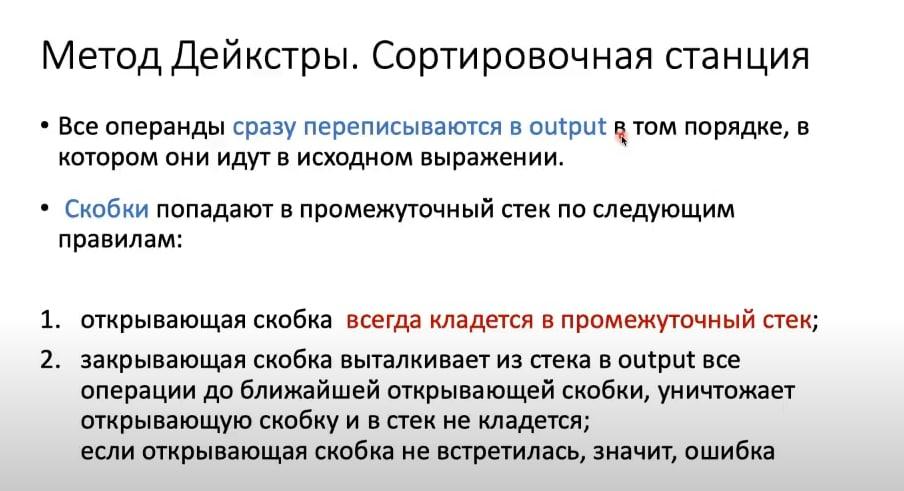 Метод Дейкстры. Сортировочная станция
• Все операнды сразу переписываются в output в том порядке, в
котором они идут в исходном выражении.
• Скобки попадают в промежуточный стек по следующим
правилам:
1. открывающая скобка всегда кладется в промежуточный стек;
2. закрывающая скобка выталкивает из стека в output все
операции до ближайшей открывающей скобки, уничтожает
открывающую скобку и в стек не кладется;
если открывающая скобка не встретилась, значит, ошибка